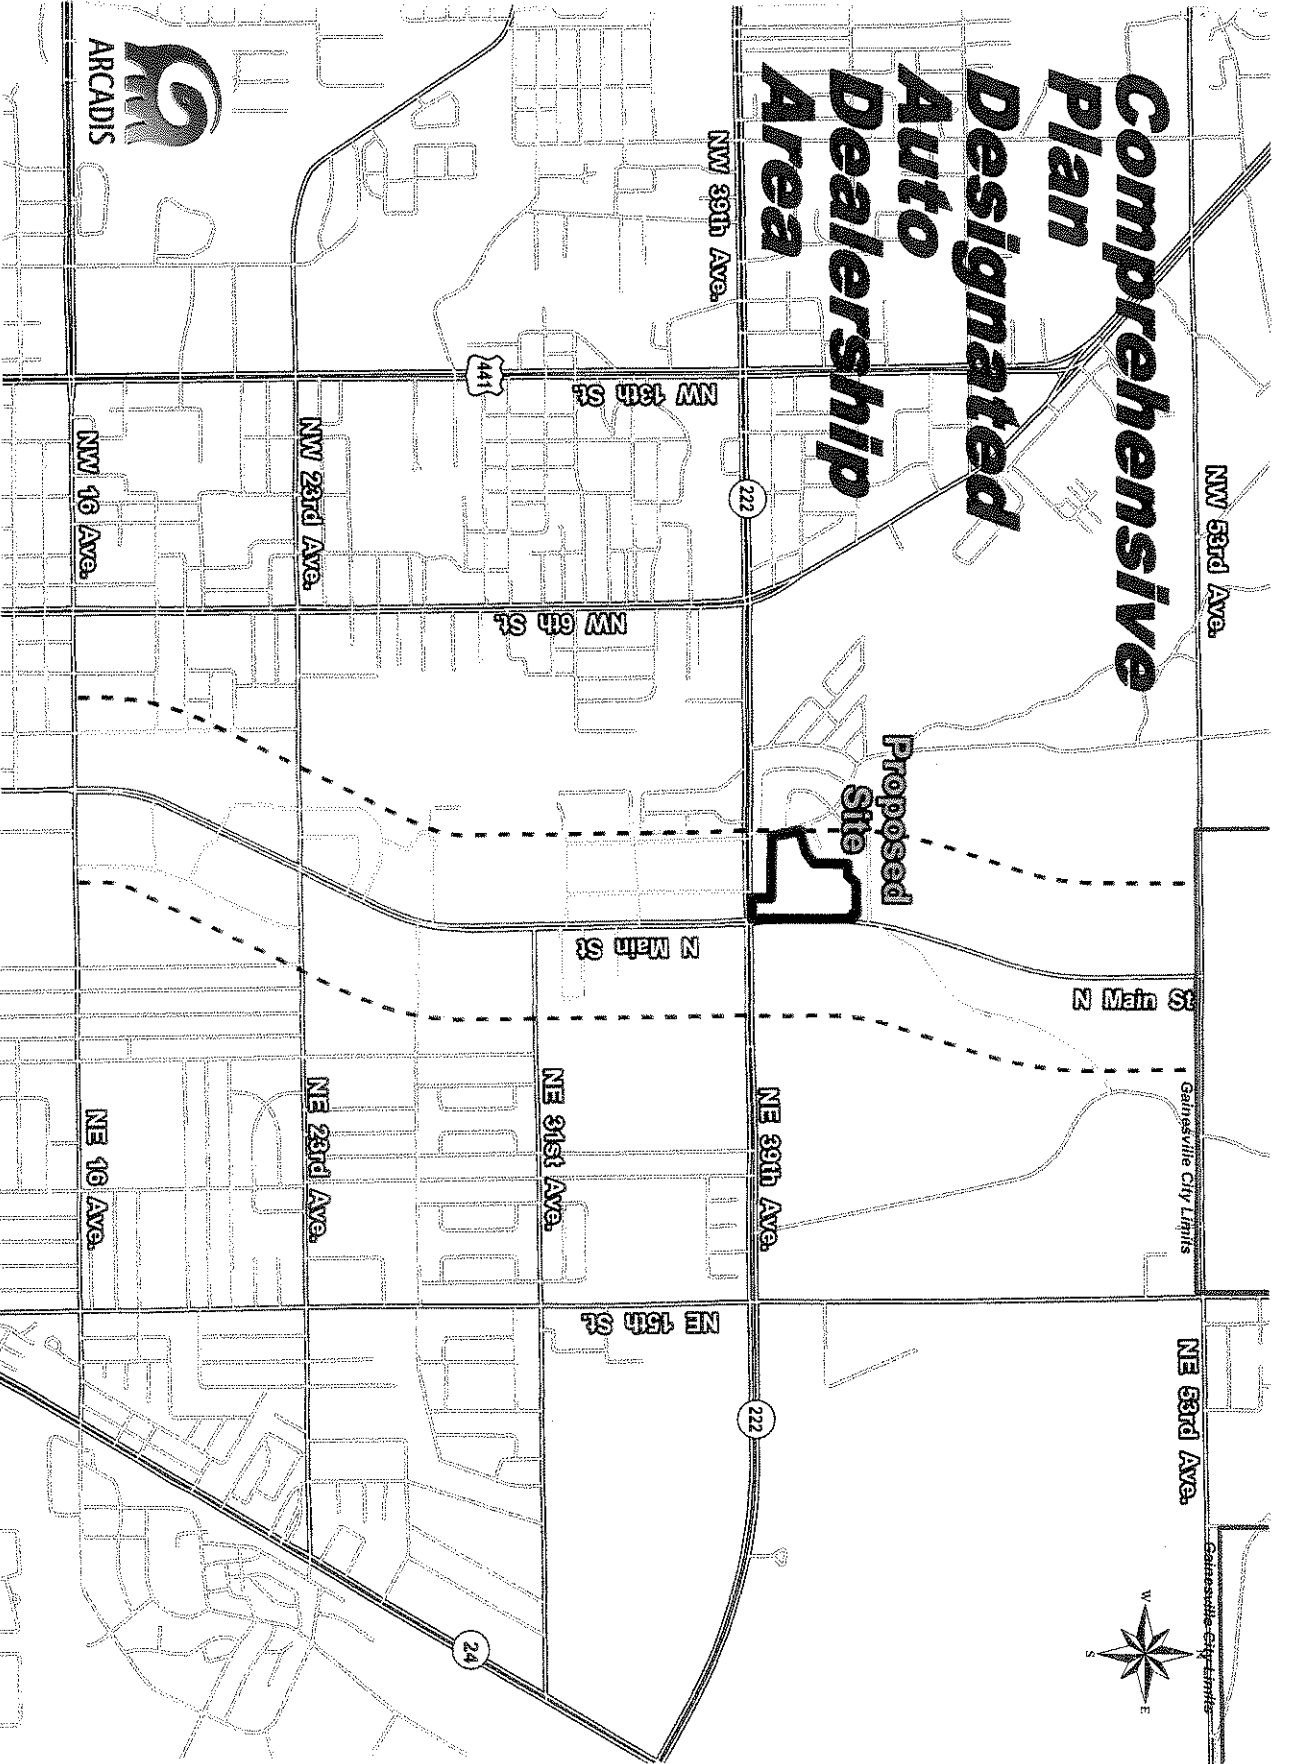 Comprehensive
Plan
Designated
Auto
Dealership
Area
NW 53rd Ave.
NW 39th Ave.
NW 13th St.
441
222
NW 23rd Ave.
NW 16 Ave.
NW 6th St.
Proposed
Site
N Main St
N Main St
Gainesville City Limits
NE 39th Ave.
NE 31st Ave.
NE 23rd Ave.
NE 16 Ave.
NE 15th St.
NE 53rd Ave.
222
24
Gainesville City Limits
W
N
S
E
ARCADIS